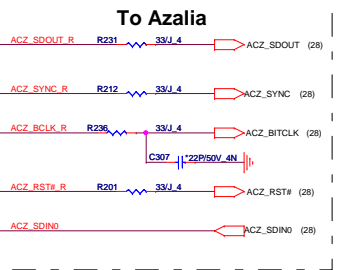 To Azalia
ACZ_SDOUT_R R231 33/J_4 ACZ_SDOUT (28)
ACZ_SYNC_R R212 33/J_4 ACZ_SYNC (28)
ACZ_BCLK_R R236 33/J_4 ACZ_BITCLK (28)
C307 *22P/50V_4N
ACZ_RST#_R R201 33/J_4 ACZ_RST# (28)
ACZ_SDIN0 ACZ_SDIN0 (28)